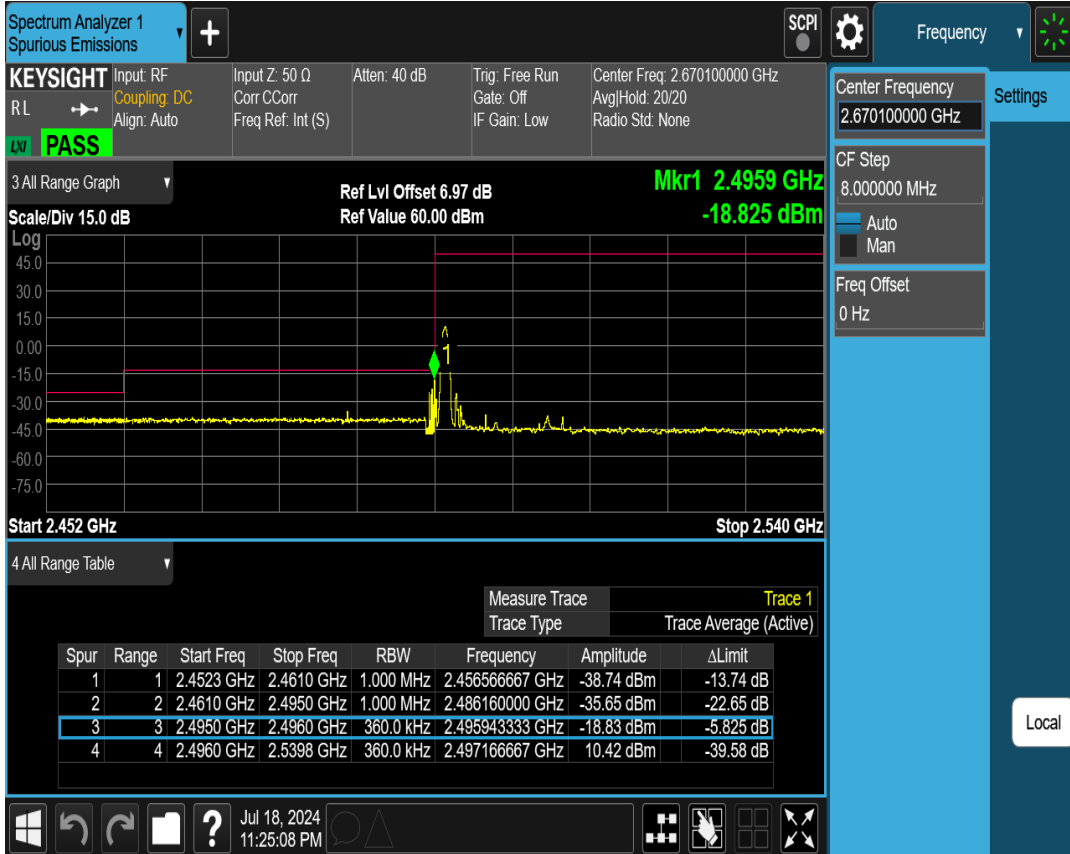 Spectrum Analyzer 1
Spurious Emissions
SCPI
Frequency
KEYSIGHT
RL
LXI PASS
Input: RF
Coupling: DC
Align: Auto
Input Z: 50 Ω
Corr CCorr
Freq Ref: Int (S)
Atten: 40 dB
Trig: Free Run
Gate: Off
IF Gain: Low
Center Freq: 2.670100000 GHz
Avg|Hold: 20/20
Radio Std: None
Center Frequency
2.670100000 GHz
Settings
CF Step
8.000000 MHz
Auto
Man
Freq Offset
0 Hz
3 All Range Graph
Ref Lvl Offset 6.97 dB
Mkr1 2.4959 GHz
Scale/Div 15.0 dB
Ref Value 60.00 dBm
-18.825 dBm
Log
45.0
30.0
15.0
0.00
-15.0
-30.0
-45.0
-60.0
-75.0
1
Start 2.452 GHz
Stop 2.540 GHz
4 All Range Table
Measure Trace Trace 1
Trace Type Trace Average (Active)
Spur Range Start Freq Stop Freq RBW Frequency Amplitude ΔLimit
1 1 2.4523 GHz 2.4610 GHz 1.000 MHz 2.456566667 GHz -38.74 dBm -13.74 dB
2 2 2.4610 GHz 2.4950 GHz 1.000 MHz 2.486160000 GHz -35.65 dBm -22.65 dB
3 3 2.4950 GHz 2.4960 GHz 360.0 kHz 2.495943333 GHz -18.83 dBm -5.825 dB
4 4 2.4960 GHz 2.5398 GHz 360.0 kHz 2.497166667 GHz 10.42 dBm -39.58 dB
Local
?
Jul 18, 2024
11:25:08 PM